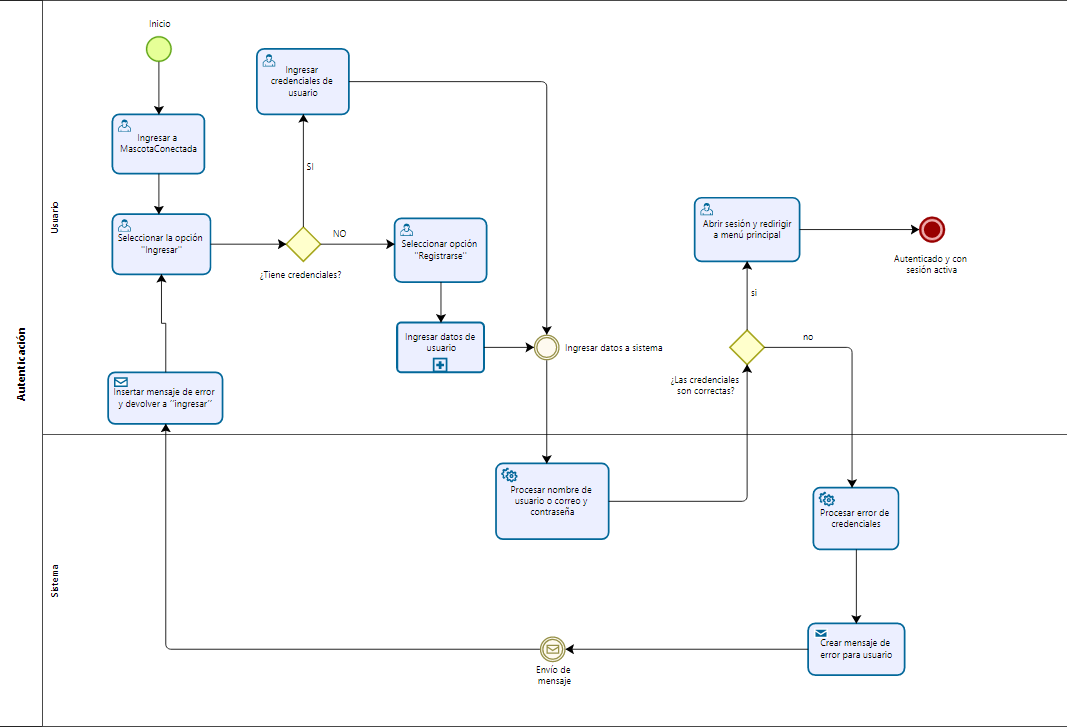 Autenticación
Usuario
Inicio
Ingresar a
MascotaConectada
Seleccionar la opción
"Ingresar"
Ingresar
credenciales de
usuario
SI
¿Tiene credenciales?
NO
Seleccionar opción
"Registrarse"
Ingresar datos de
usuario
Ingresar datos a sistema
Abrir sesión y redirigir
a menú principal
Autenticado y con
sesión activa
si
no
¿Las credenciales
son correctas?
Insertar mensaje de error
y devolver a "ingresar"
Sistema
Procesar nombre de
usuario o correo y
contraseña
Procesar error de
credenciales
Crear mensaje de
error para usuario
Envío de
mensaje